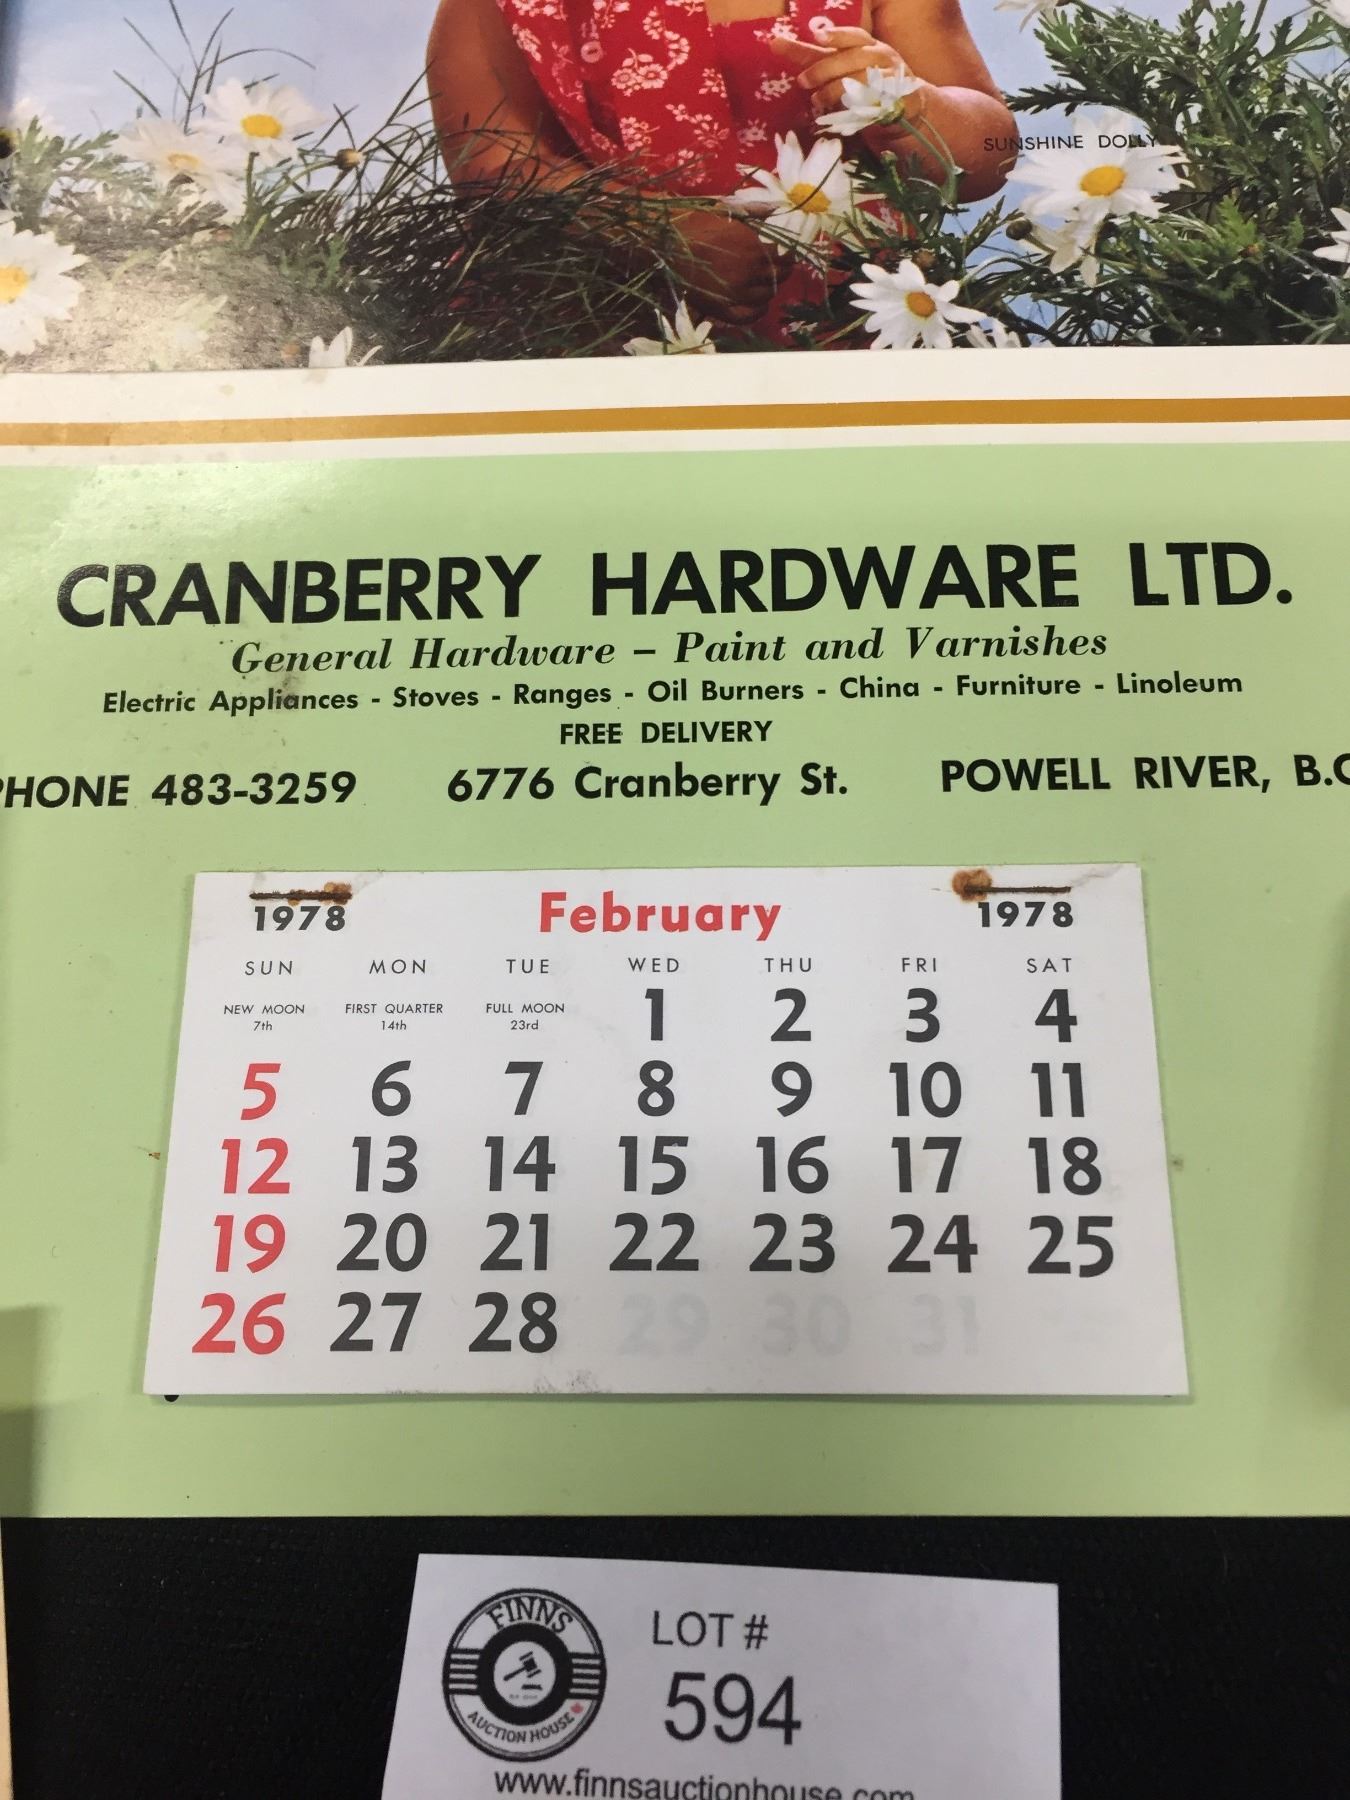 SUNSHINE DOLLY
CRANBERRY HARDWARE LTD.
General Hardware – Paint and Varnishes
Electric Appliances - Stoves - Ranges - Oil Burners - China - Furniture - Linoleum
FREE DELIVERY
PHONE 483-3259 6776 Cranberry St. POWELL RIVER, B.C
1978 February 1978
SUN MON TUE WED THU FRI SAT
NEW MOON 7th FIRST QUARTER 14th FULL MOON 23rd 1 2 3 4
5 6 7 8 9 10 11
12 13 14 15 16 17 18
19 20 21 22 23 24 25
26 27 28 29 30 31
FINNS
AUCTION HOUSE
LOT #
594
www.finnsauctionhouse.com